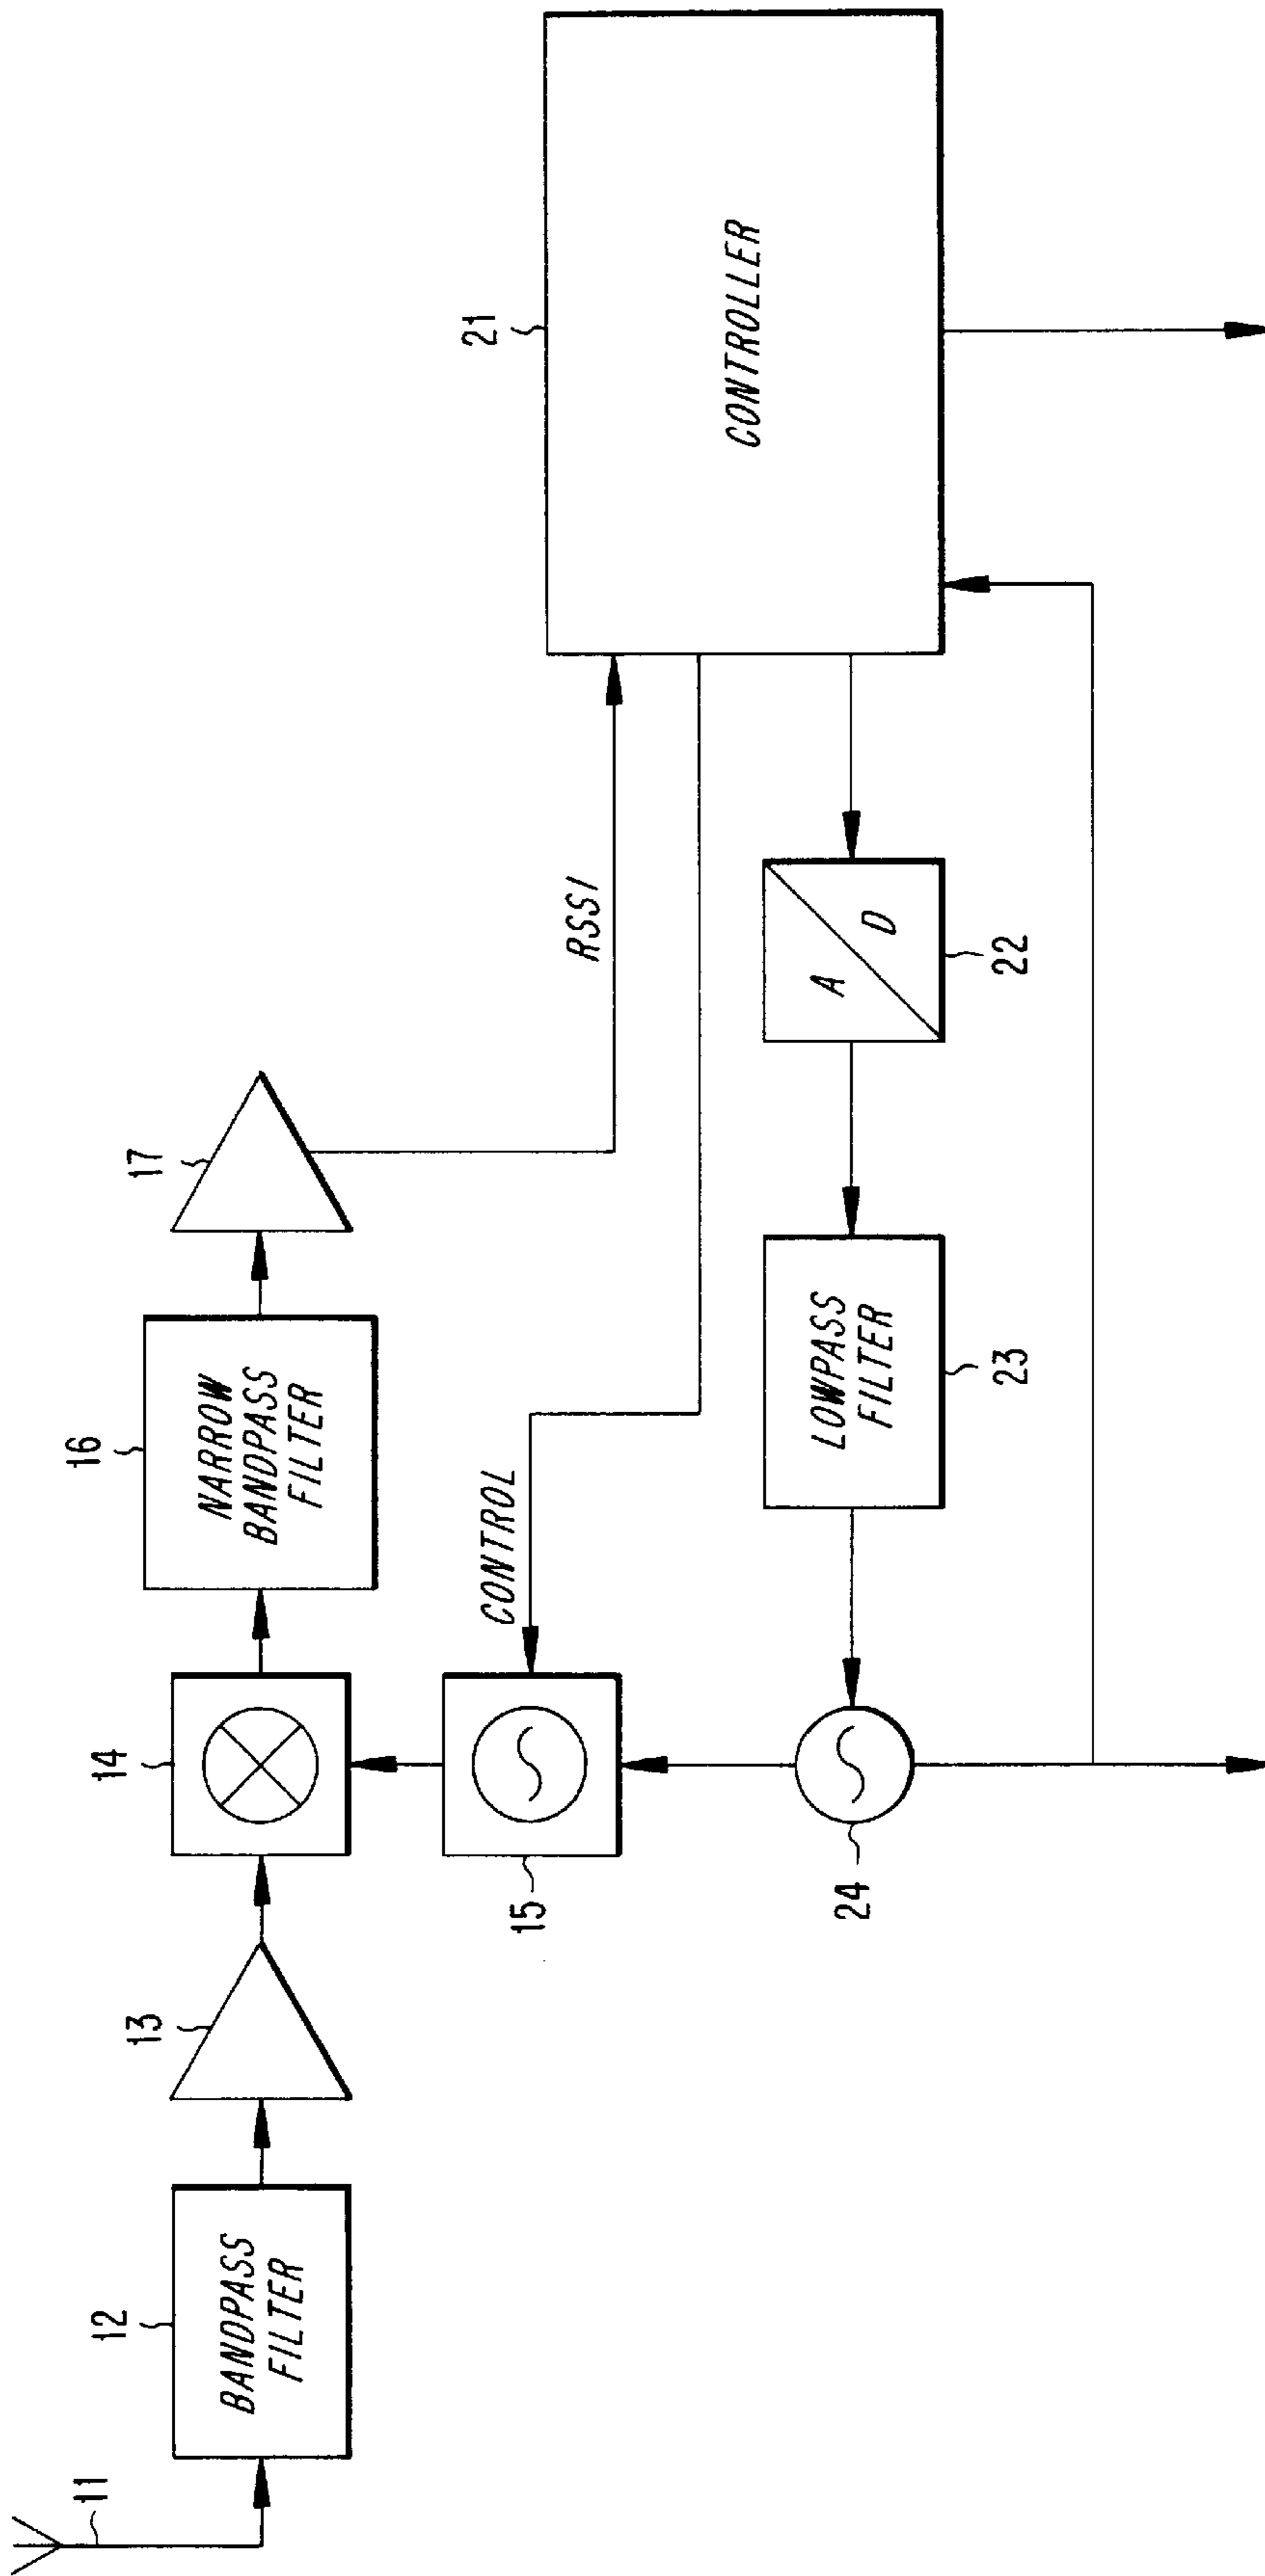 11
12
BANDPASS
FILTER
13
14
16
NARROW
BANDPASS
FILTER
17
15
CONTROL
RSSI
21
CONTROLLER
24
LOWPASS
FILTER
23
A
D
22